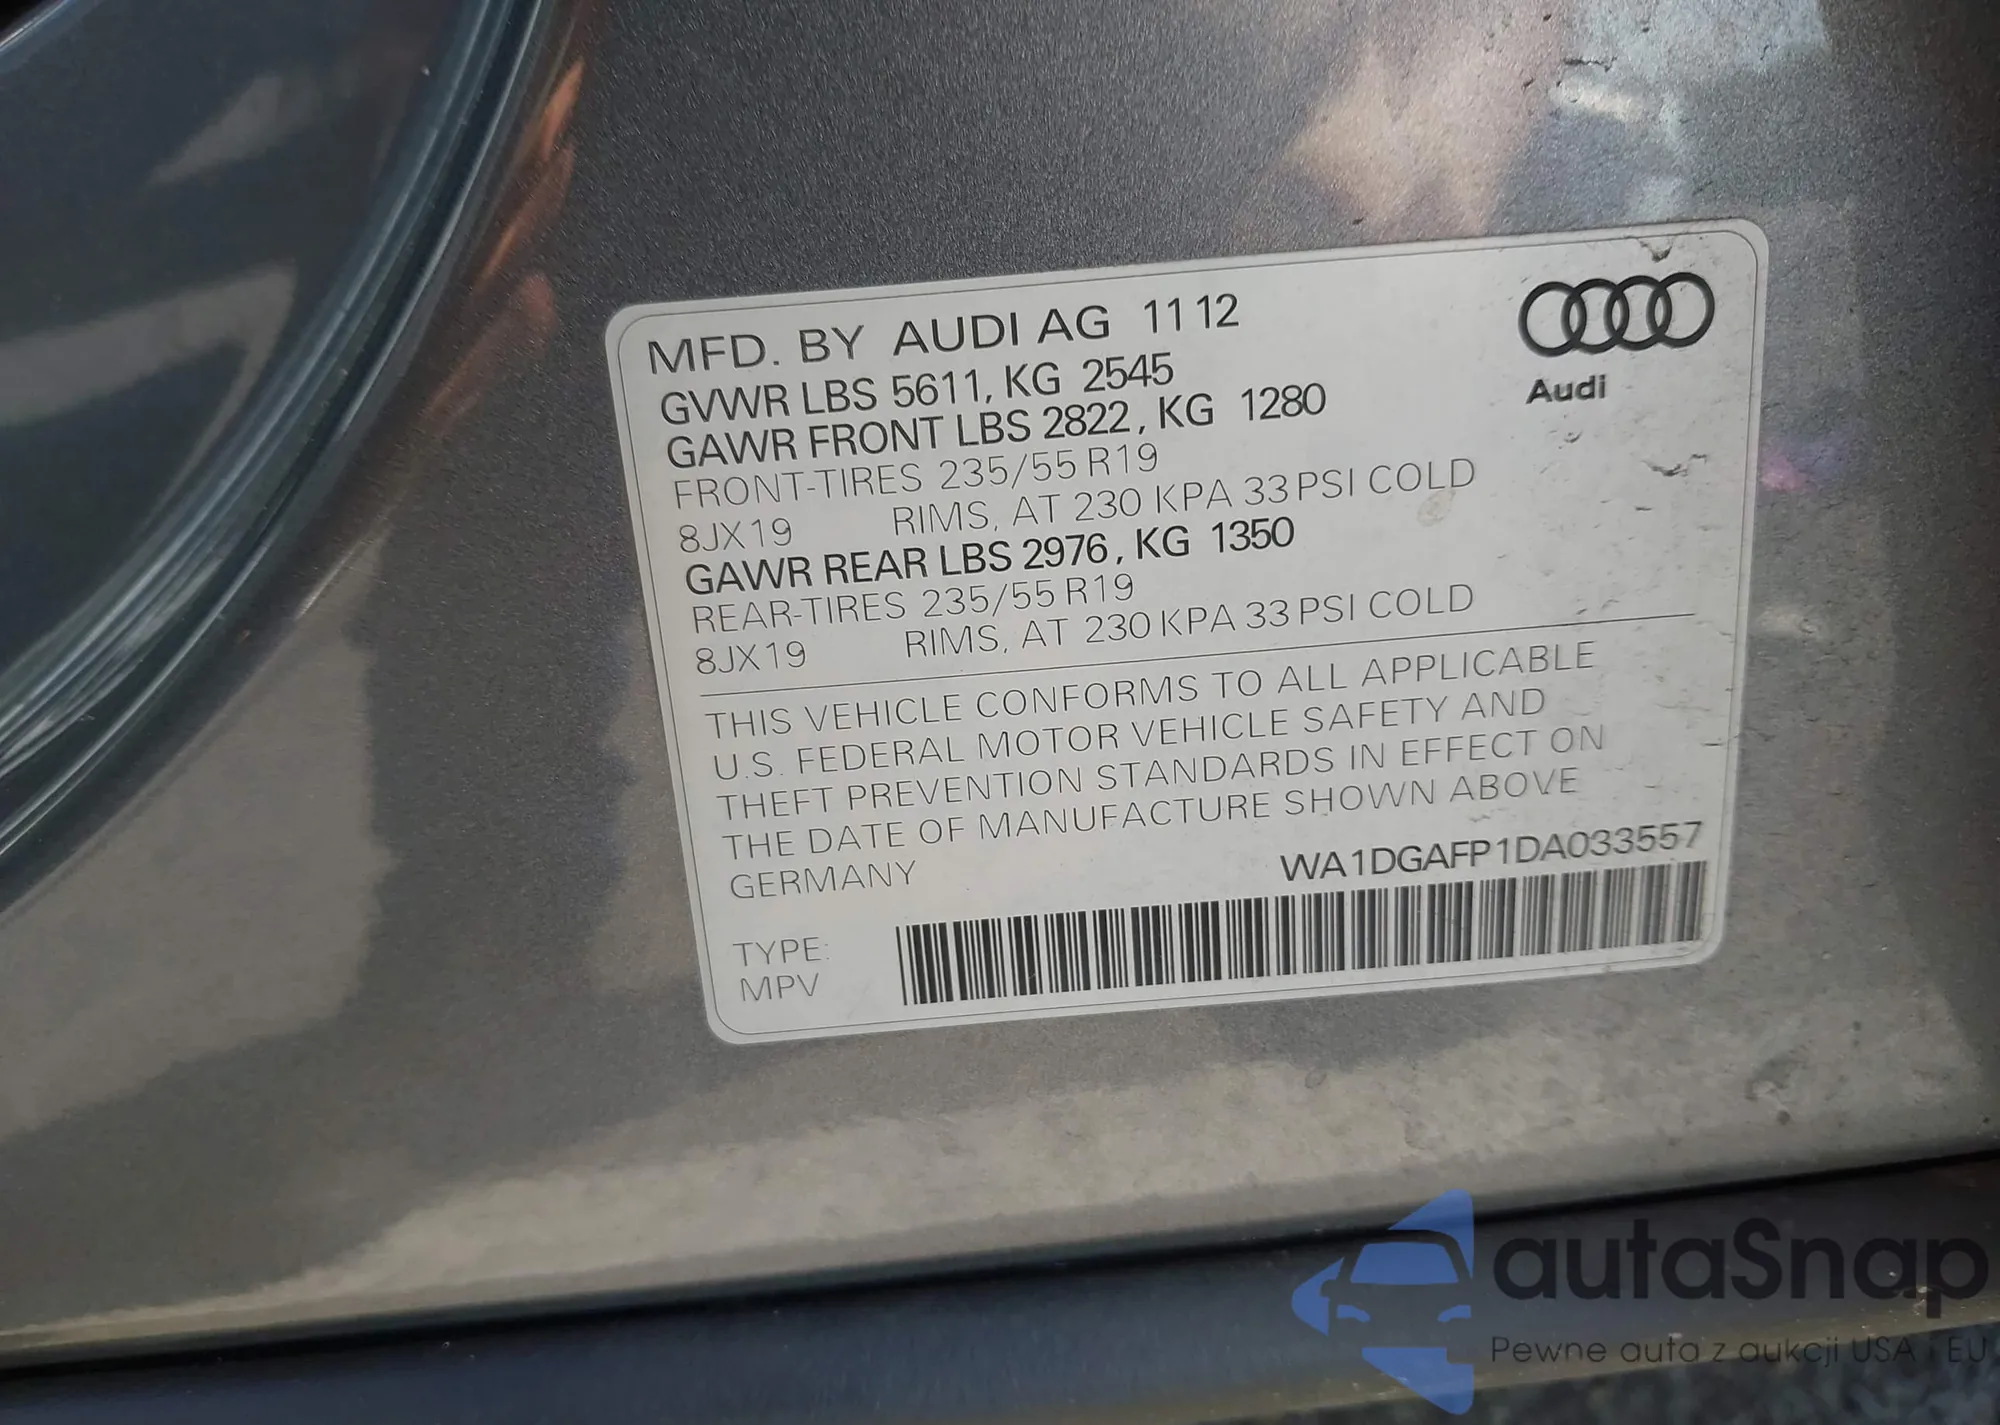 MFD. BY AUDI AG 11 12
GVWR LBS 5611, KG 2545
GAWR FRONT LBS 2822, KG 1280
FRONT-TIRES 235/55 R19
8JX19 RIMS, AT 230 KPA 33 PSI COLD
GAWR REAR LBS 2976, KG 1350
REAR-TIRES 235/55 R19
8JX19 RIMS, AT 230 KPA 33 PSI COLD
Audi
THIS VEHICLE CONFORMS TO ALL APPLICABLE
U.S. FEDERAL MOTOR VEHICLE SAFETY AND
THEFT PREVENTION STANDARDS IN EFFECT ON
THE DATE OF MANUFACTURE SHOWN ABOVE
GERMANY WA1DGAFP1DA033557
TYPE:
MPV
autaSnap
Pewne auta z aukcji USA i EU